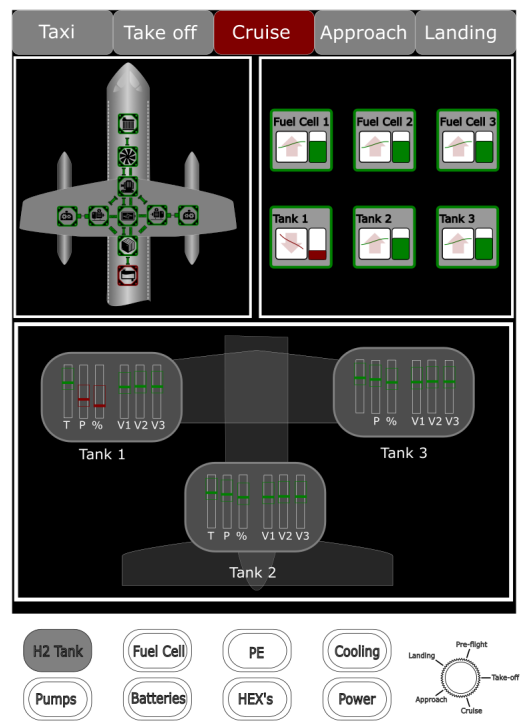 Taxi
Take off
Cruise
Approach
Landing
Fuel Cell 1
Fuel Cell 2
Fuel Cell 3
Tank 1
Tank 2
Tank 3
T P % V1 V2 V3
Tank 1
P % V1 V2 V3
Tank 3
T P % V1 V2 V3
Tank 2
H2 Tank
Fuel Cell
PE
Cooling
Pumps
Batteries
HEX's
Power
Pre-flight
Landing
Take-off
Approach
Cruise